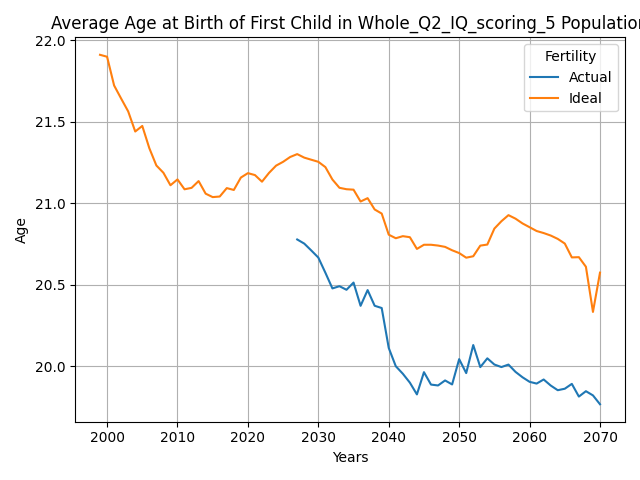 Average Age at Birth of First Child in Whole_Q2_IQ_scoring_5 Population
22.0
21.5
21.0
20.5
20.0
Age
Fertility
Actual
Ideal
2000 2010 2020 2030 2040 2050 2060 2070
Years